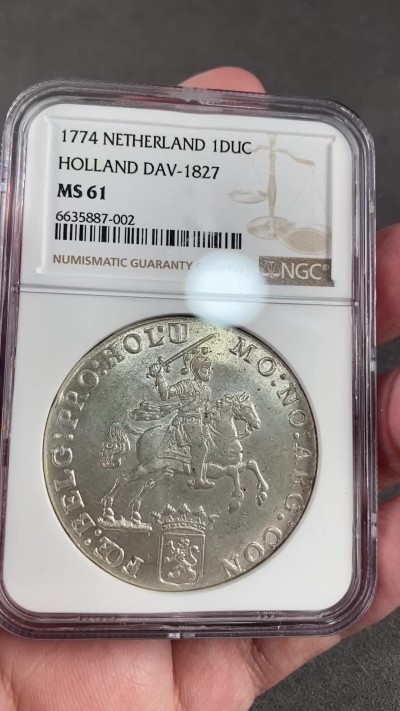 1774 NETHERLAND 1DUC
HOLLAND DAV-1827
MS 61
6635887-002
NUMISMATIC GUARANTY
NGC
MO:NO:ARG:CON
FOE:BELG:PRO:HOL:U